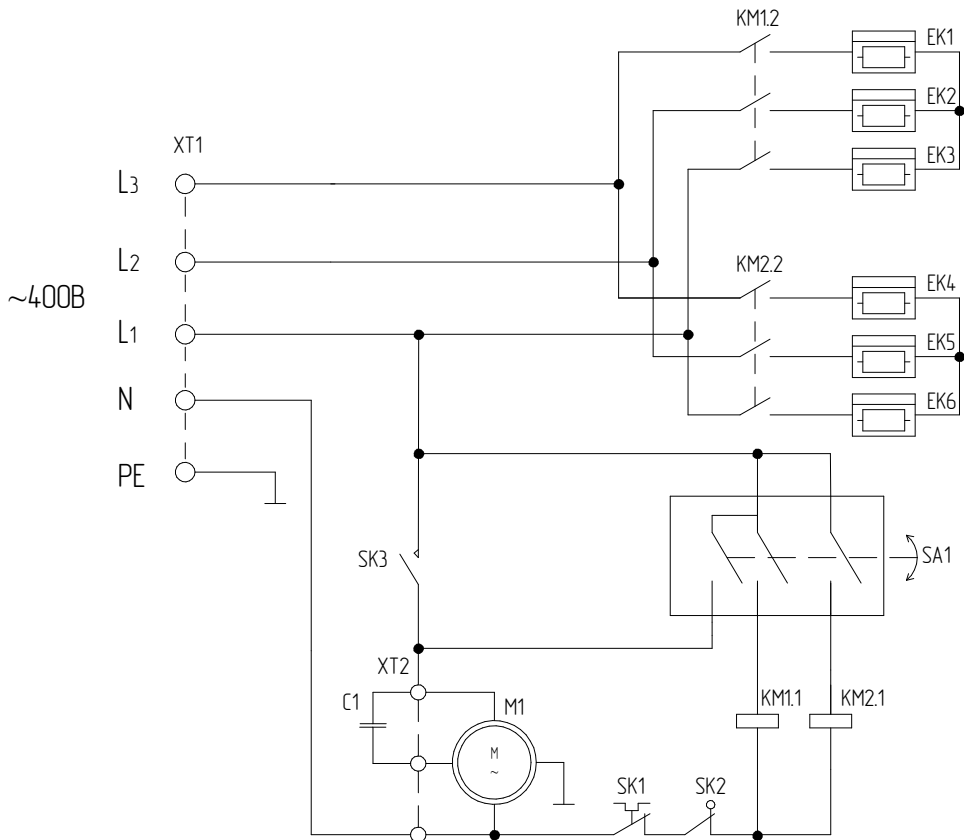 KM1.2
EK1
EK2
EK3
XT1
L3
L2
KM2.2
EK4
~400В
L1
EK5
N
EK6
PE
SK3
SA1
XT2
C1
M1
KM1.1
KM2.1
M
~
SK1
SK2